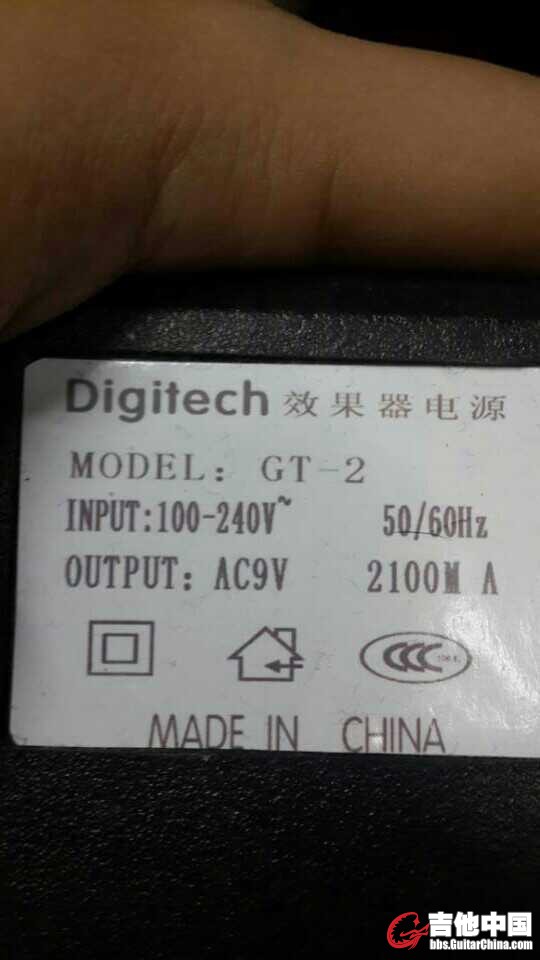 Digitech 效果器电源
MODEL: GT-2
INPUT:100-240V~ 50/60Hz
OUTPUT: AC9V 2100M A
CCC
MADE IN CHINA
吉他中国
bbs.GuitarChina.com